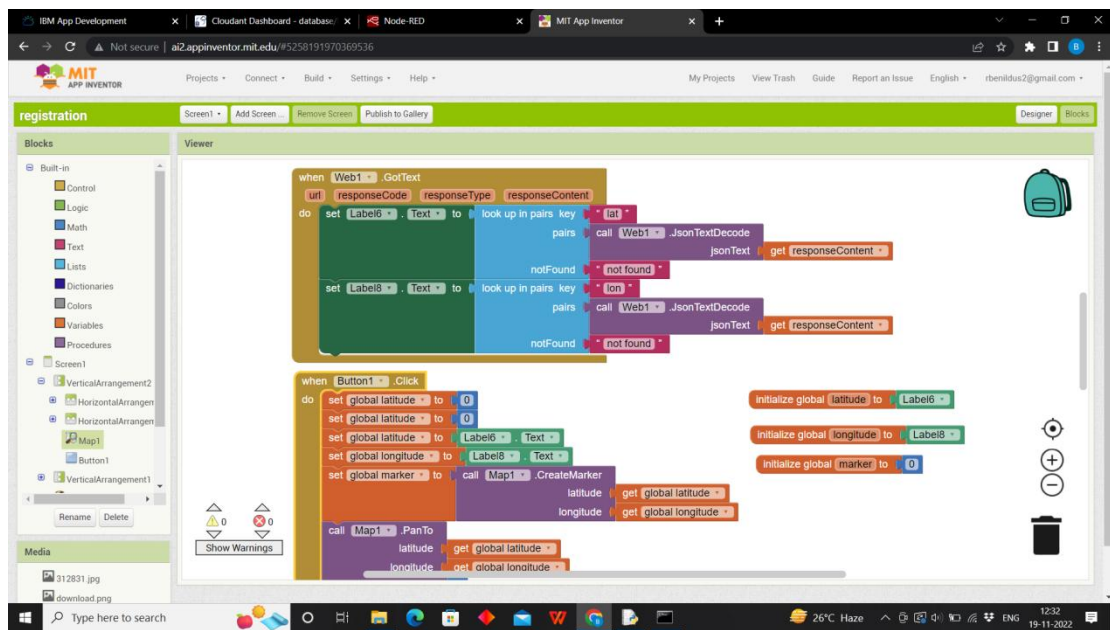 IBM App Development
Cloudant Dashboard - database/
Node-RED
MIT App Inventor
Not secure | ai2.appinventor.mit.edu/#5258191970369536
B
MIT
APP INVENTOR
Projects Connect Build Settings Help
My Projects View Trash Guide Report an Issue English rbenildus2@gmail.com
registration
Screen1 Add Screen ... Remove Screen Publish to Gallery
Designer Blocks
Blocks
Viewer
Built-in
Control
Logic
Math
Text
Lists
Dictionaries
Colors
Variables
Procedures
Screen1
VerticalArrangement2
HorizontalArrangen
HorizontalArrangen
Map1
Button1
VerticalArrangement1
Rename Delete
Media
312831.jpg
download.png
when Web1 .GotText
url responseCode responseType responseContent
do set Label6 . Text to look up in pairs key " lat "
pairs call Web1 .JsonTextDecode
jsonText get responseContent
notFound " not found "
set Label8 . Text to look up in pairs key " lon "
pairs call Web1 .JsonTextDecode
jsonText get responseContent
notFound " not found "
when Button1 .Click
do set global latitude to 0
set global latitude to 0
set global latitude to Label6 . Text
set global longitude to Label8 . Text
set global marker to call Map1 .CreateMarker
latitude get global latitude
longitude get global longitude
call Map1 .PanTo
latitude get global latitude
longitude get global longitude
initialize global latitude to Label6
initialize global longitude to Label8
initialize global marker to 0
0 0
Show Warnings
Type here to search
26°C Haze
ENG
12:32
19-11-2022